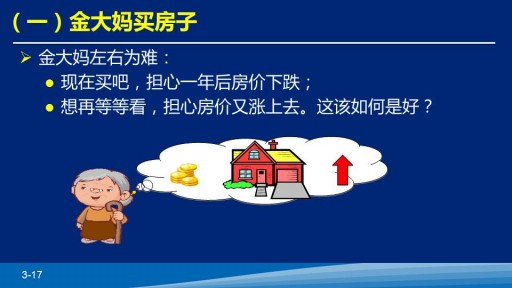 （一）金大妈买房子
金大妈左右为难：
现在买吧，担心一年后房价下跌；
想再等等看，担心房价又涨上去。这该如何是好？
3-17